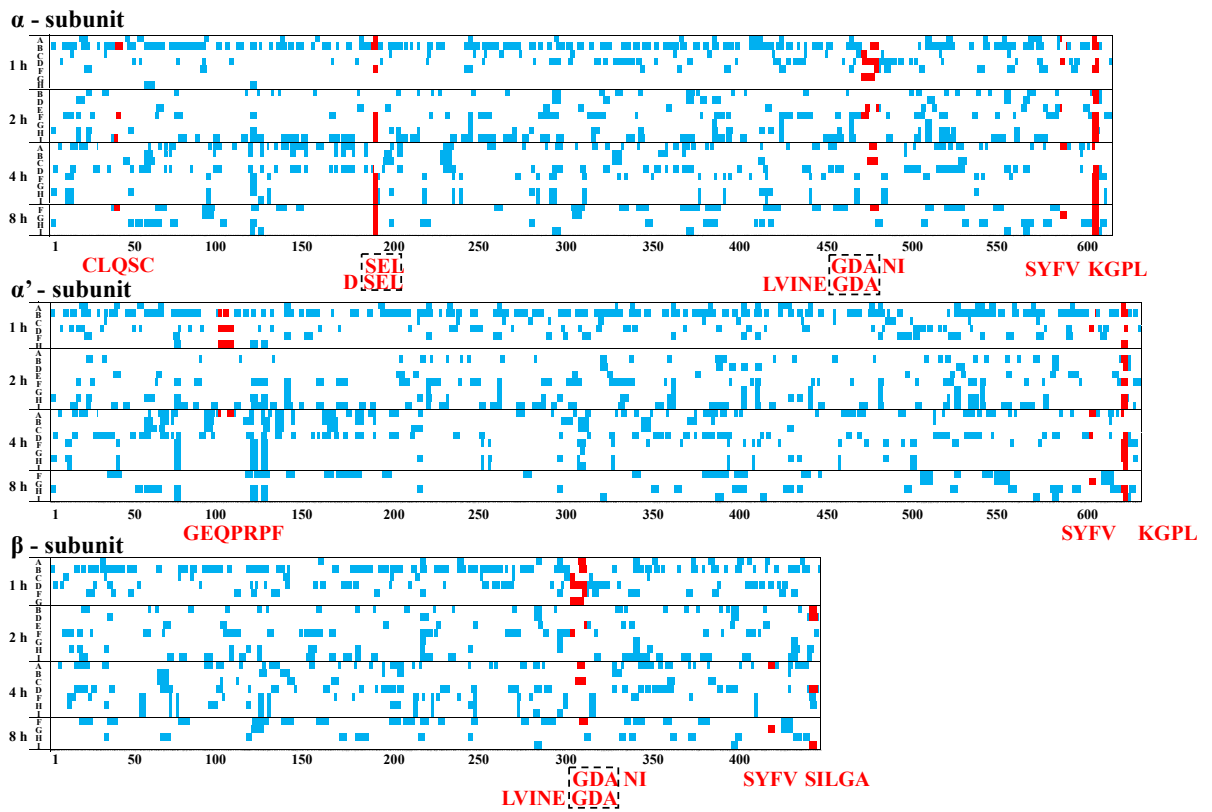 α - subunit
A
B
C
1 h D
F
G
H
B
D
E
2 h F
G
H
I
A
B
C
4 h D
F
G
H
I
F
8 h G
H
I
1 50 100 150 200 250 300 350 400 450 500 550 600
CLQSC SEL GDA NI SYFV KGPL
D SEL LVINE GDA
α’ - subunit
A
B
1 h C
D
F
H
A
B
D
2 h E
F
G
H
I
A
B
C
4 h D
F
G
H
I
F
8 h G
H
I
1 50 100 150 200 250 300 350 400 450 500 550 600
GEQPRPF SYFV KGPL
β - subunit
A
B
1 h C
D
F
G
B
D
E
2 h F
G
H
I
A
B
C
4 h D
F
H
I
F
8 h G
H
I
1 50 100 150 200 250 300 350 400
GDA NI SYFV SILGA
LVINE GDA